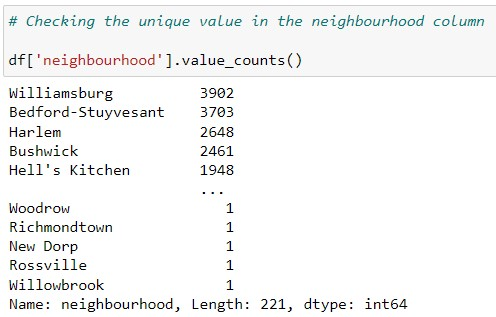 # Checking the unique value in the neighbourhood column
df['neighbourhood'].value_counts()
Williamsburg 3902
Bedford-Stuyvesant 3703
Harlem 2648
Bushwick 2461
Hell's Kitchen 1948
...
Woodrow 1
Richmondtown 1
New Dorp 1
Rossville 1
Willowbrook 1
Name: neighbourhood, Length: 221, dtype: int64